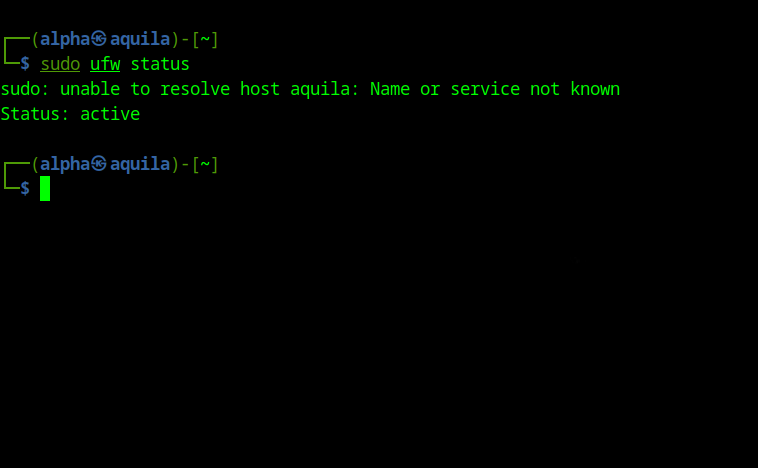 ┌──(alpha㉿aquila)-[~]
└─$ sudo ufw status
sudo: unable to resolve host aquila: Name or service not known
Status: active
┌──(alpha㉿aquila)-[~]
└─$